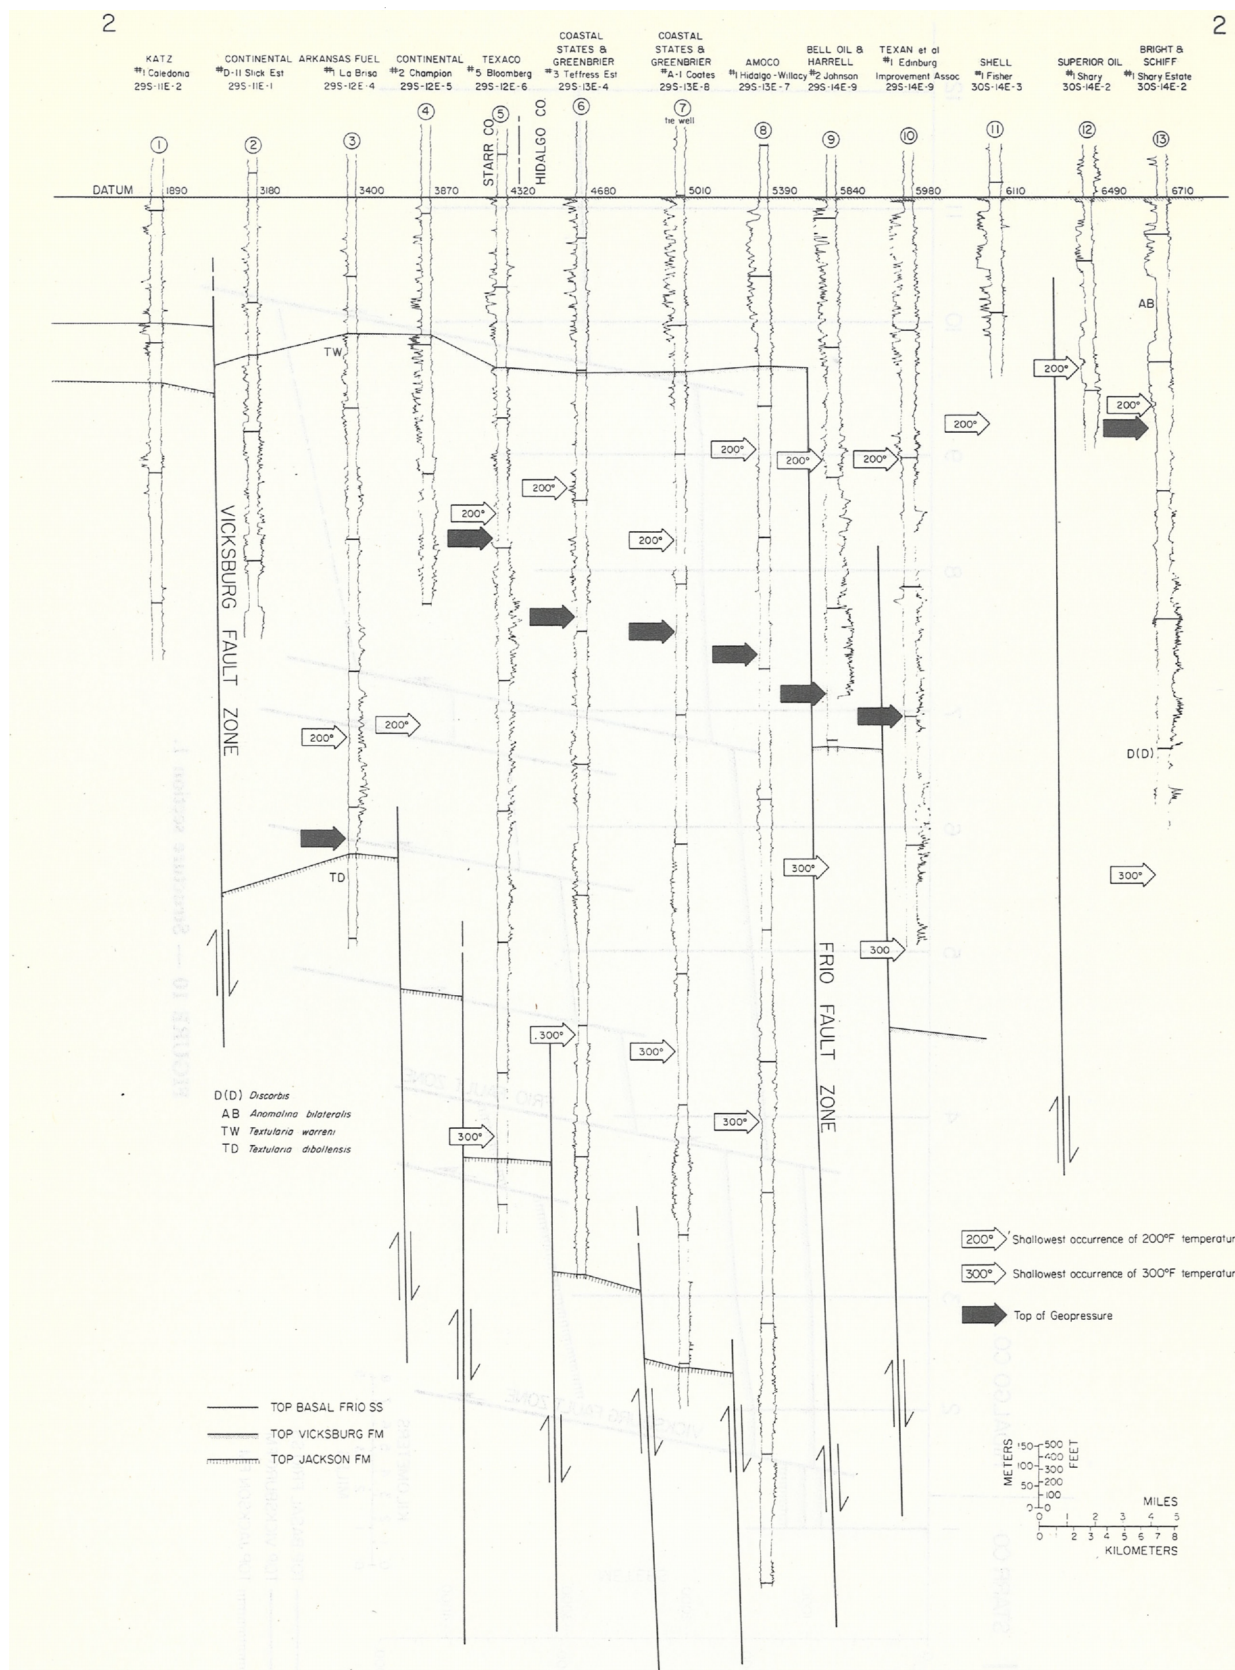 2
2
KATZ
#1 Caledonia
29S-11E-2
CONTINENTAL
#D-11 Slick Est
29S-11E-1
ARKANSAS FUEL
#1 La Brisa
29S-12E-4
CONTINENTAL
#2 Champion
29S-12E-5
TEXACO
#5 Bloomberg
29S-12E-6
COASTAL
STATES &
GREENBRIER
#3 Teffress Est
29S-13E-4
COASTAL
STATES &
GREENBRIER
#A-1 Coates
29S-13E-8
AMOCO
#1 Hidalgo-Willacy
29S-13E-7
BELL OIL &
HARRELL
#2 Johnson
29S-14E-9
TEXAN et al
#1 Edinburg
Improvement Assoc
29S-14E-9
SHELL
#1 Fisher
30S-14E-3
SUPERIOR OIL
#1 Shary
30S-14E-2
BRIGHT &
SCHIFF
#1 Shary Estate
30S-14E-2
1
2
3
4
5
6
7
tie well
8
9
10
11
12
13
STARR CO.
HIDALGO CO.
DATUM
1890
3180
3400
3870
4320
4680
5010
5390
5840
5980
6110
6490
6710
AB
TW
200°
200°
200°
200°
200°
200°
200°
200°
200°
200°
200°
VICKSBURG FAULT ZONE
D(D)
TD
300°
300°
300
FRIO FAULT ZONE
300°
300°
300°
300°
D(D) Discorbis
AB Anomalina bilateralis
TW Textularia warreni
TD Textularia dibollensis
200° Shallowest occurrence of 200°F temperatur
300° Shallowest occurrence of 300°F temperatur
Top of Geopressure
TOP BASAL FRIO SS
TOP VICKSBURG FM
TOP JACKSON FM
METERS
150
100
50
0
500
400
300
200
100
0
FEET
MILES
0 1 2 3 4 5
0 1 2 3 4 5 6 7 8
KILOMETERS